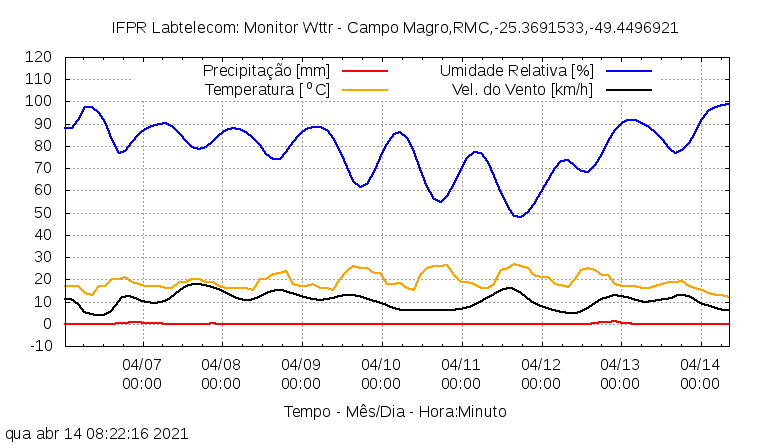 IFPR Labtelecom: Monitor Wttr - Campo Magro,RMC,-25.3691533,-49.4496921
120
110
100
90
80
70
60
50
40
30
20
10
0
-10
Precipitação [mm]
Temperatura [⁰C]
Umidade Relativa [%]
Vel. do Vento [km/h]
04/07 04/08 04/09 04/10 04/11 04/12 04/13 04/14
00:00 00:00 00:00 00:00 00:00 00:00 00:00 00:00
Tempo - Mês/Dia - Hora:Minuto
qua abr 14 08:22:16 2021